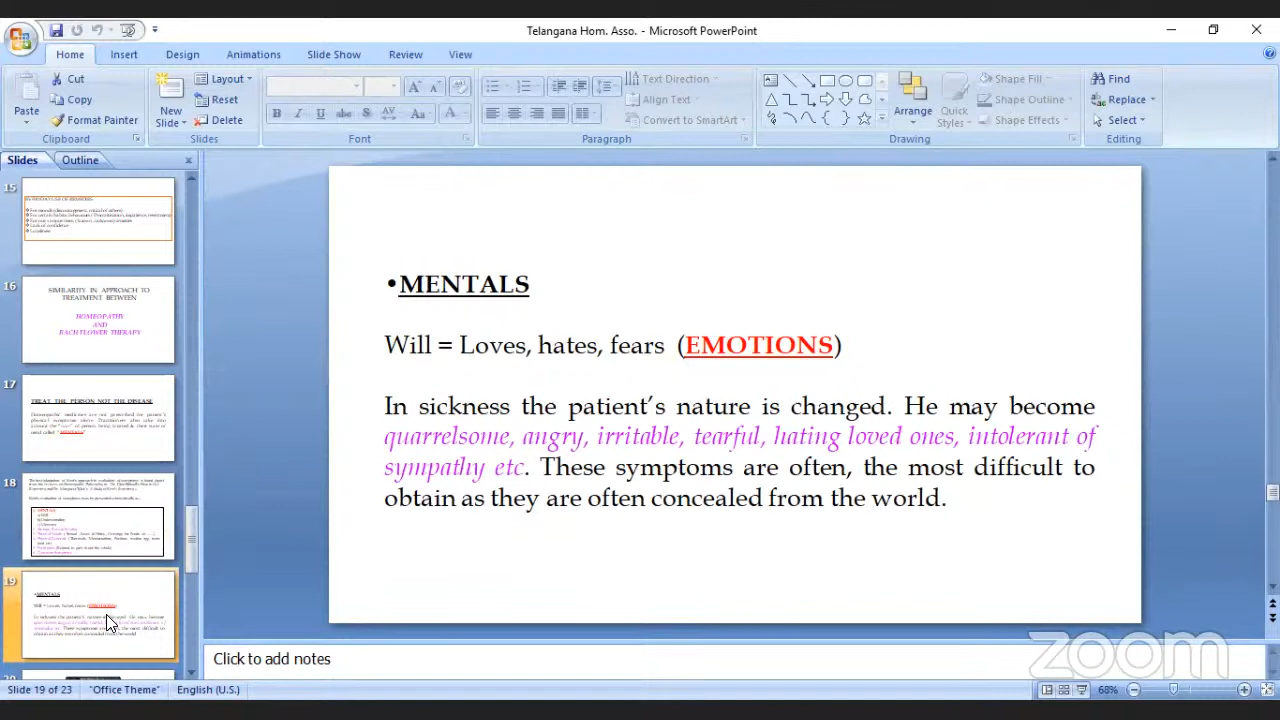 Telangana Hom. Asso. - Microsoft PowerPoint
Home Insert Design Animations Slide Show Review View
Paste
Cut
Copy
Format Painter
Clipboard
New Slide
Layout
Reset
Delete
Slides
Font
Text Direction
Align Text
Convert to SmartArt
Paragraph
Arrange
Quick Styles
Shape Fill
Shape Outline
Shape Effects
Drawing
Find
Replace
Select
Editing
Slides Outline
15
16
SIMILARITY IN APPROACH TO
TREATMENT BETWEEN
HOMEOPATHY
AND
BACH FLOWER THERAPY
17
TREAT THE PERSON NOT THE DISEASE
18
19
•MENTALS
Will = Loves, hates, fears (EMOTIONS)
In sickness the patient's nature is changed. He may become
quarrelsome, angry, irritable, tearful, hating loved ones, intolerant of
sympathy etc. These symptoms are often, the most difficult to
obtain as they are often concealed from the world.
Click to add notes
zoom
Slide 19 of 23 "Office Theme" English (U.S.) 68%